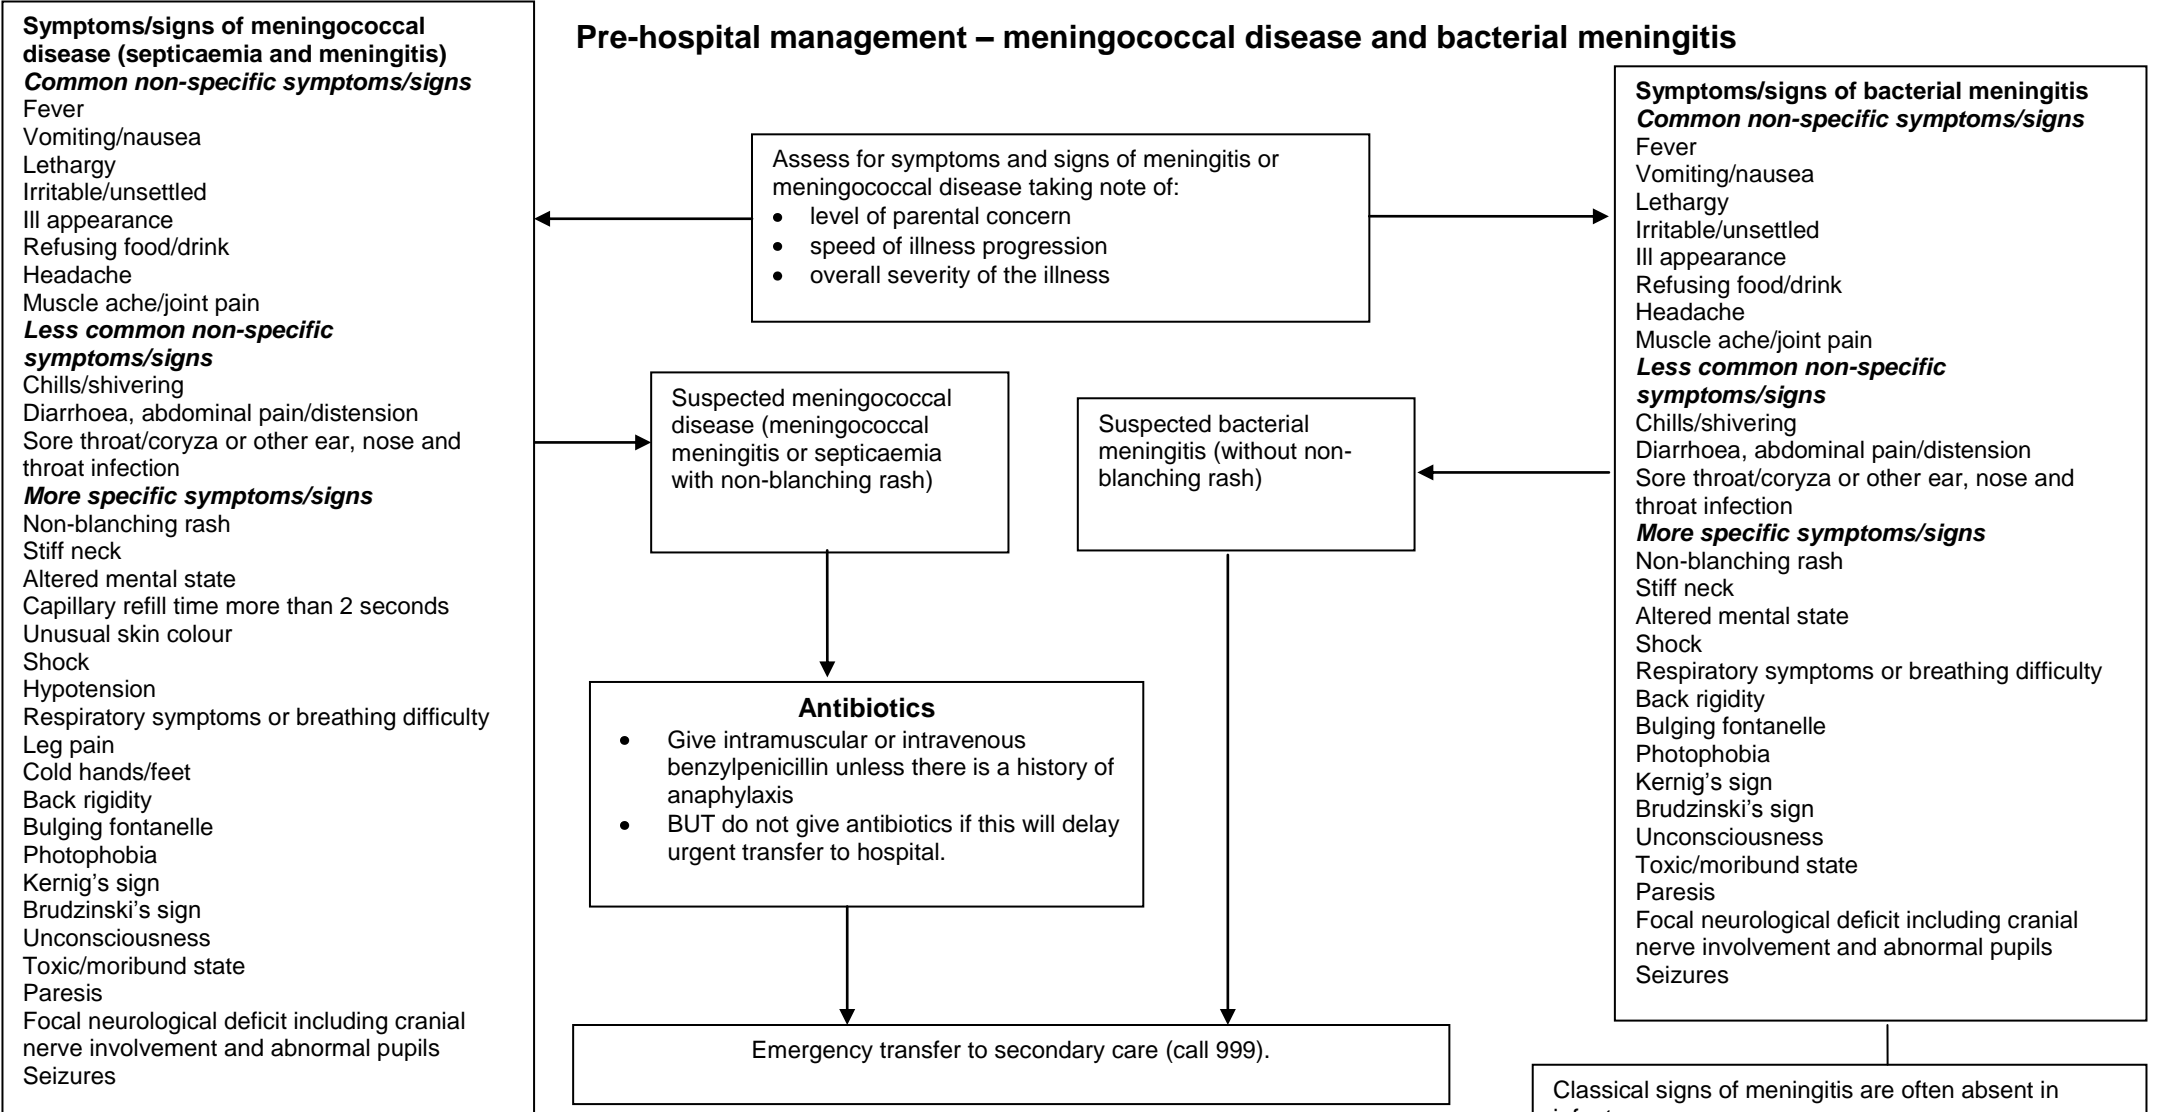 Pre-hospital management – meningococcal disease and bacterial meningitis
Symptoms/signs of meningococcal
disease (septicaemia and meningitis)
Common non-specific symptoms/signs
Fever
Vomiting/nausea
Lethargy
Irritable/unsettled
Ill appearance
Refusing food/drink
Headache
Muscle ache/joint pain
Less common non-specific
symptoms/signs
Chills/shivering
Diarrhoea, abdominal pain/distension
Sore throat/coryza or other ear, nose and
throat infection
More specific symptoms/signs
Non-blanching rash
Stiff neck
Altered mental state
Capillary refill time more than 2 seconds
Unusual skin colour
Shock
Hypotension
Respiratory symptoms or breathing difficulty
Leg pain
Cold hands/feet
Back rigidity
Bulging fontanelle
Photophobia
Kernig’s sign
Brudzinski’s sign
Unconsciousness
Toxic/moribund state
Paresis
Focal neurological deficit including cranial
nerve involvement and abnormal pupils
Seizures
Assess for symptoms and signs of meningitis or
meningococcal disease taking note of:
• level of parental concern
• speed of illness progression
• overall severity of the illness
Suspected meningococcal
disease (meningococcal
meningitis or septicaemia
with non-blanching rash)
Suspected bacterial
meningitis (without non-
blanching rash)
Antibiotics
• Give intramuscular or intravenous
benzylpenicillin unless there is a history of
anaphylaxis
• BUT do not give antibiotics if this will delay
urgent transfer to hospital.
Emergency transfer to secondary care (call 999).
Symptoms/signs of bacterial meningitis
Common non-specific symptoms/signs
Fever
Vomiting/nausea
Lethargy
Irritable/unsettled
Ill appearance
Refusing food/drink
Headache
Muscle ache/joint pain
Less common non-specific
symptoms/signs
Chills/shivering
Diarrhoea, abdominal pain/distension
Sore throat/coryza or other ear, nose and
throat infection
More specific symptoms/signs
Non-blanching rash
Stiff neck
Altered mental state
Shock
Respiratory symptoms or breathing difficulty
Back rigidity
Bulging fontanelle
Photophobia
Kernig’s sign
Brudzinski’s sign
Unconsciousness
Toxic/moribund state
Paresis
Focal neurological deficit including cranial
nerve involvement and abnormal pupils
Seizures
Classical signs of meningitis are often absent in